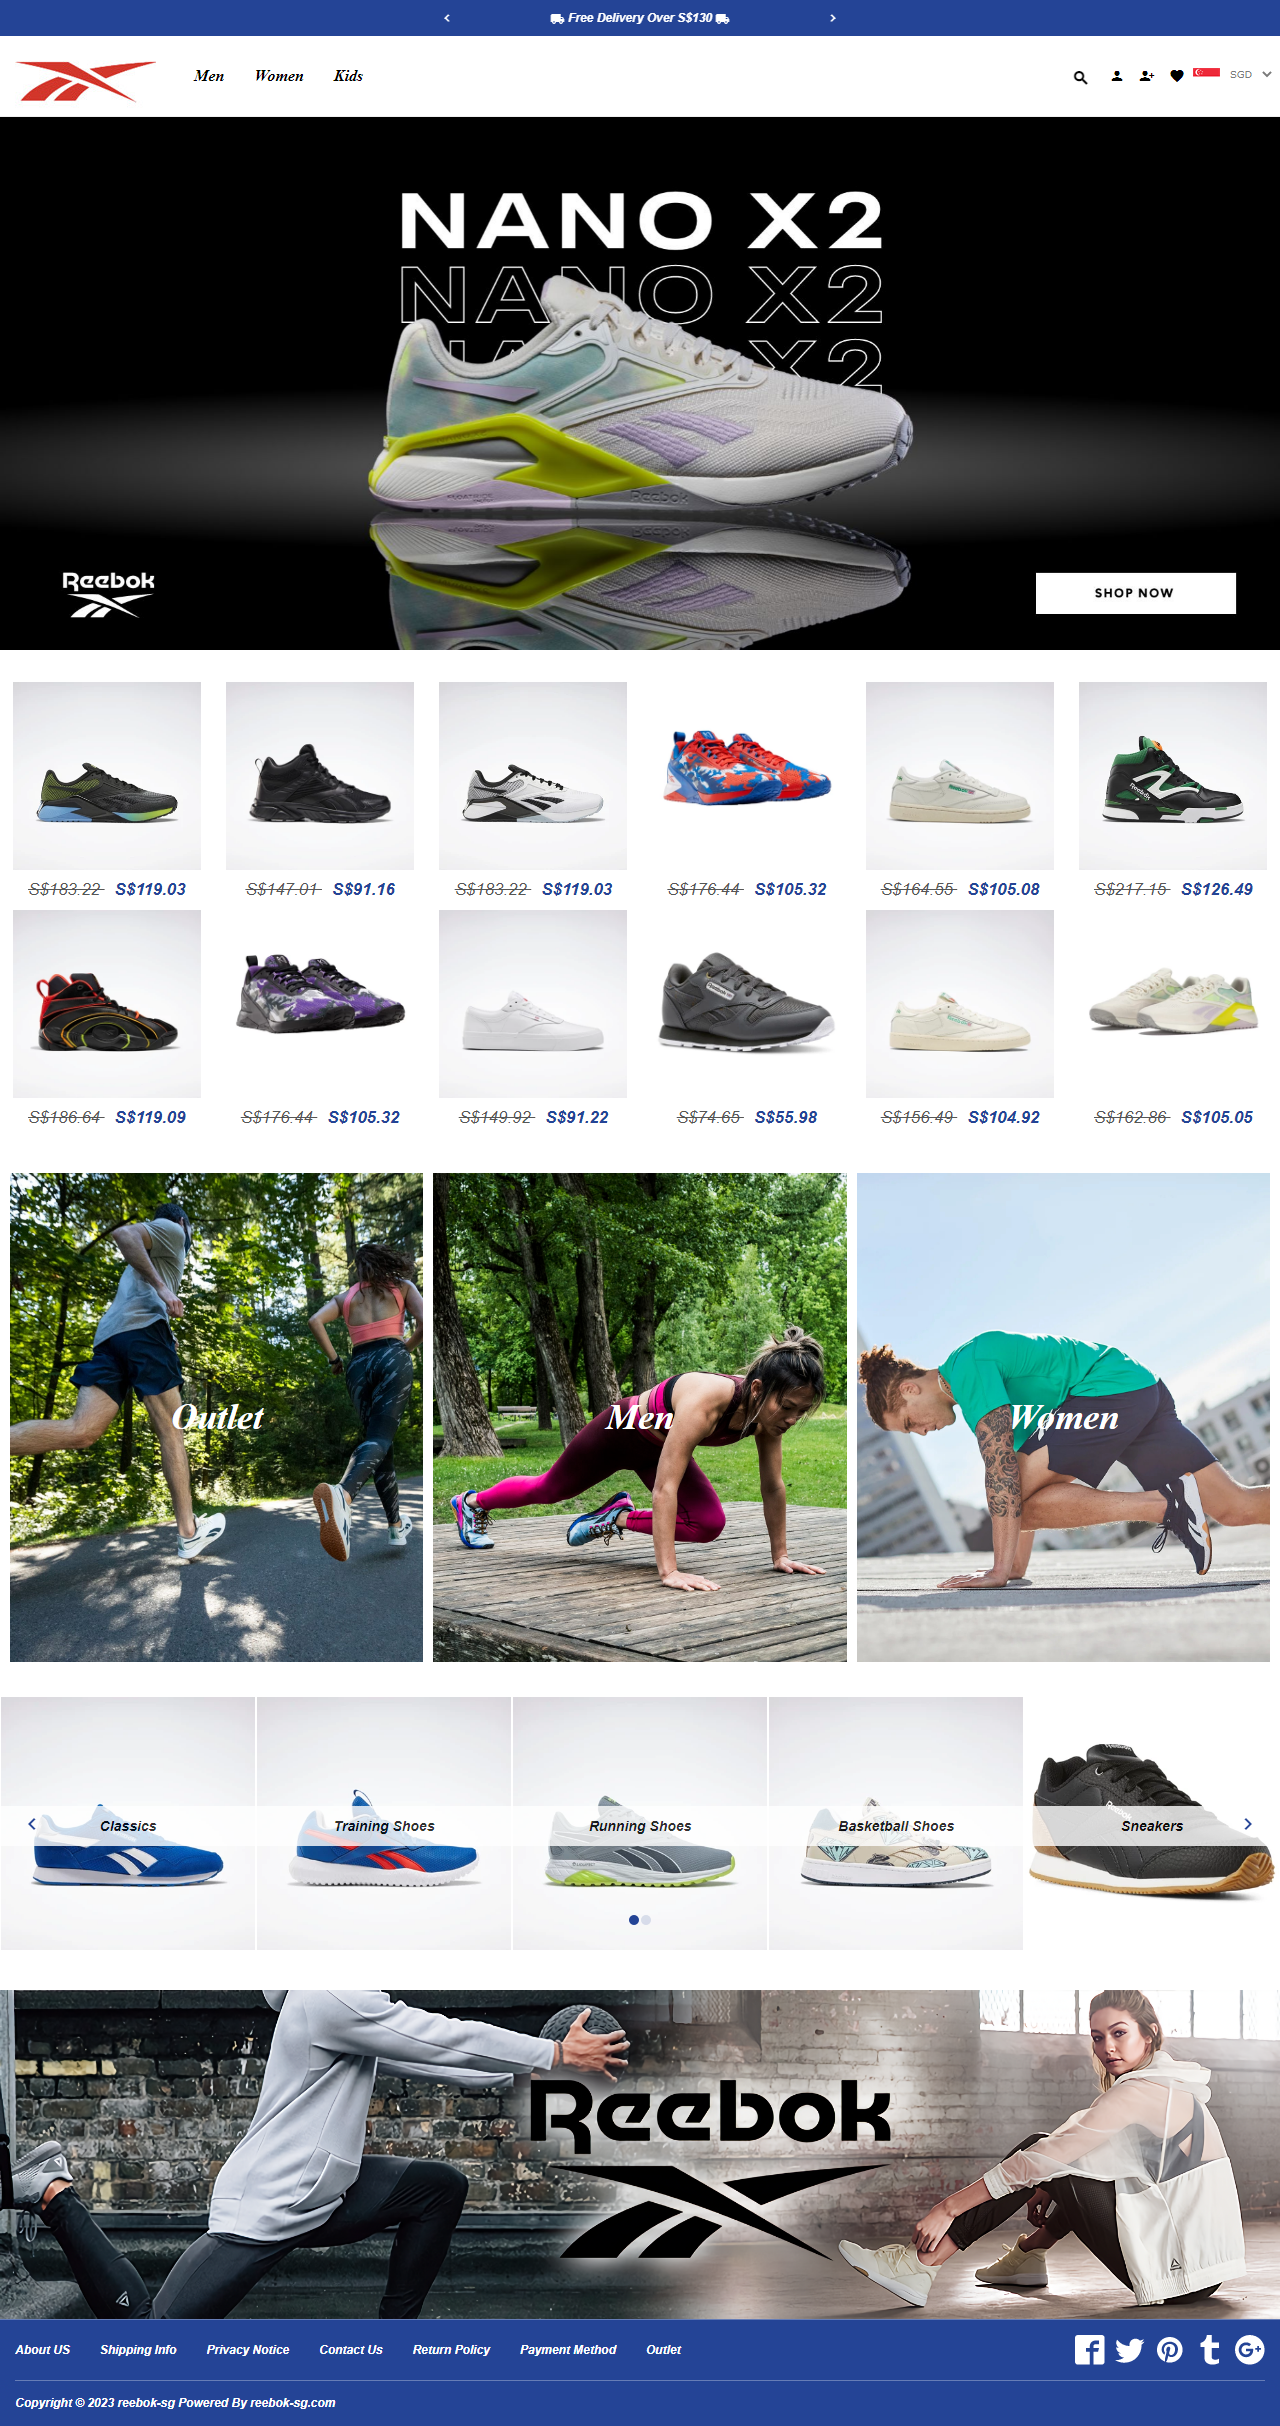 Free Delivery Over S$130
Men Women Kids
SGD
NANO X2
NANO X2
NANO X2
Reebok
Reebok
SHOP NOW
S$183.22 S$119.03
S$147.01 S$91.16
S$183.22 S$119.03
S$176.44 S$105.32
S$164.55 S$105.08
Reebok
S$217.15 S$126.49
S$186.64 S$119.09
S$176.44 S$105.32
S$149.92 S$91.22
Reebok
S$74.65 S$55.98
S$156.49 S$104.92
S$162.86 S$105.05
Outlet
Men
Women
Classics
Training Shoes
Running Shoes
Basketball Shoes
Reebok
Sneakers
Reebok
About US Shipping Info Privacy Notice Contact Us Return Policy Payment Method Outlet
Copyright © 2023 reebok-sg Powered By reebok-sg.com